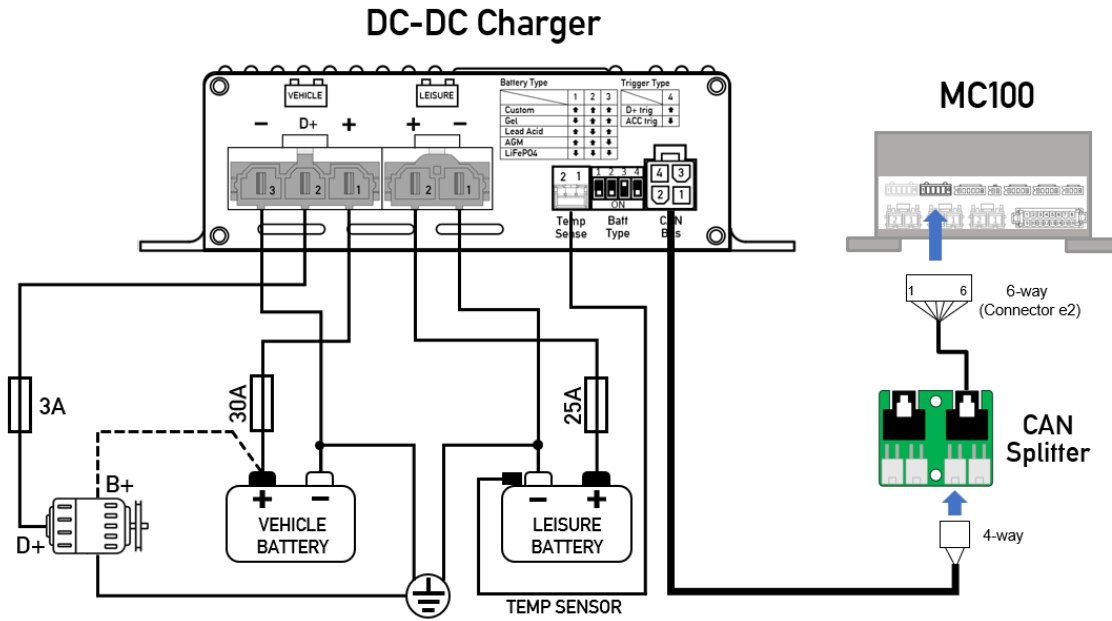 DC-DC Charger
MC100
VEHICLE
LEISURE
− D+ +
+ −
3 2 1
2 1
Battery Type
1 2 3
Custom ⬆ ⬆ ⬆
Gel ⬇ ⬆ ⬆
Lead Acid ⬆ ⬇ ⬆
AGM ⬆ ⬆ ⬇
LiFePO4 ⬇ ⬇ ⬇
Trigger Type
4
D+ trig ⬆
ACC trig ⬇
2 1
1 2 3 4
ON
4 3
2 1
Temp
Sense
Batt
Type
CAN
Bus
1 6
6-way
(Connector e2)
3A
30A
25A
CAN
Splitter
B+
D+
+ −
VEHICLE
BATTERY
− +
LEISURE
BATTERY
4-way
TEMP SENSOR